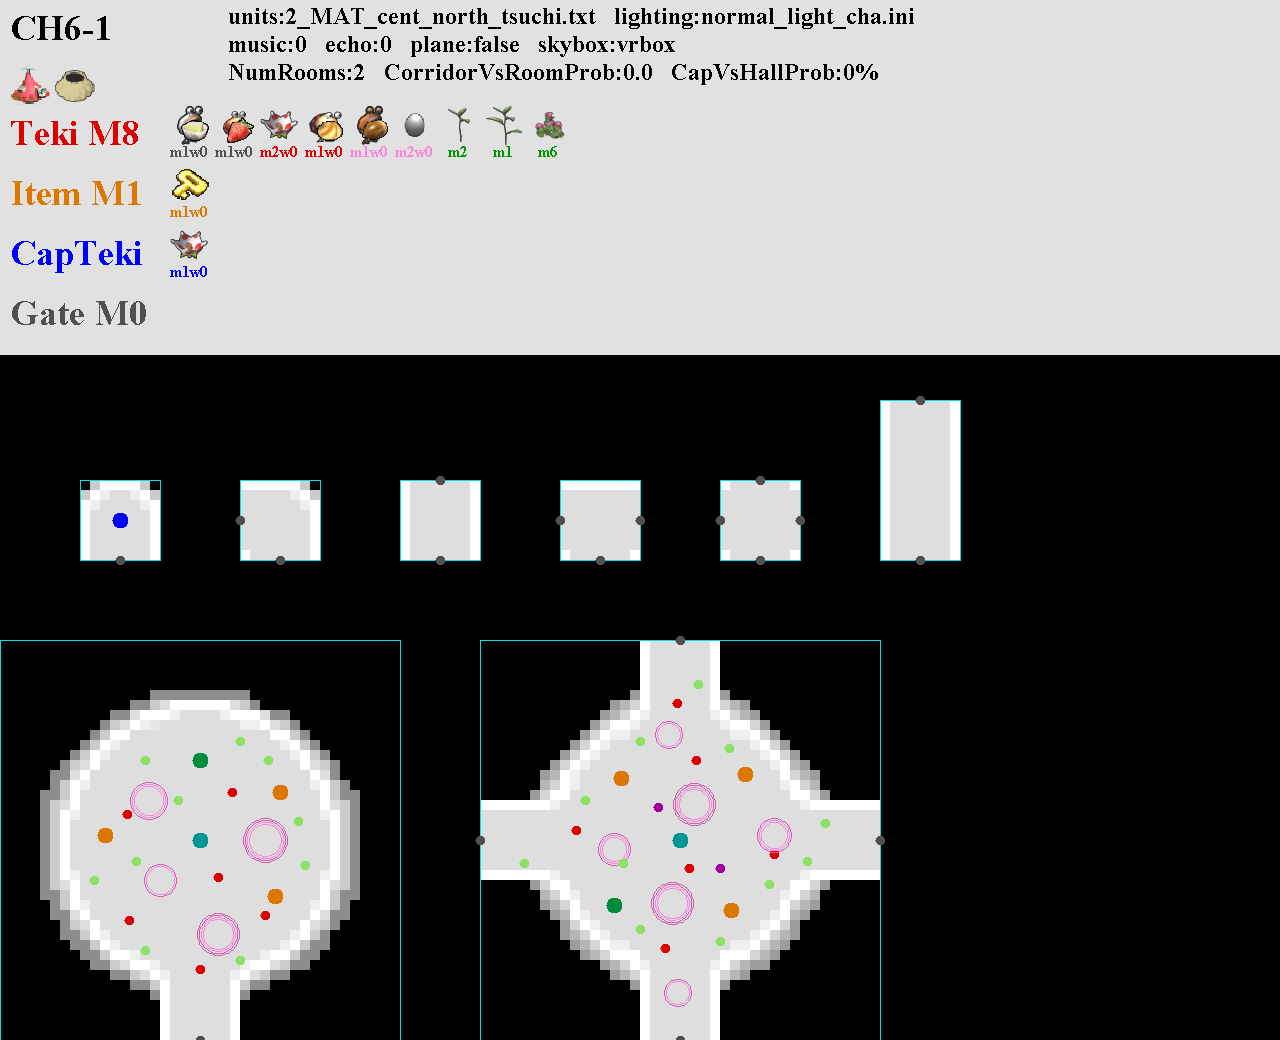 CH6-1
units:2_MAT_cent_north_tsuchi.txt lighting:normal_light_cha.ini
music:0 echo:0 plane:false skybox:vrbox
NumRooms:2 CorridorVsRoomProb:0.0 CapVsHallProb:0%
Teki M8
m1w0 m1w0 m2w0 m1w0 m1w0 m2w0 m2 m1 m6
Item M1
m1w0
CapTeki
m1w0
Gate M0